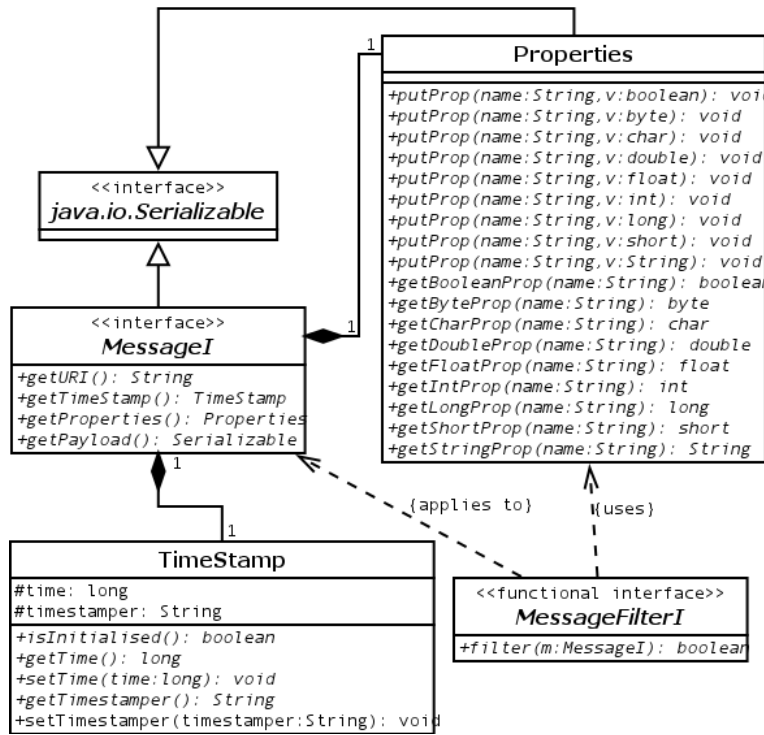 1
Properties
+putProp(name:String,v:boolean): void
+putProp(name:String,v:byte): void
+putProp(name:String,v:char): void
+putProp(name:String,v:double): void
+putProp(name:String,v:float): void
+putProp(name:String,v:int): void
+putProp(name:String,v:long): void
+putProp(name:String,v:short): void
+putProp(name:String,v:String): void
+getBooleanProp(name:String): boolean
+getByteProp(name:String): byte
+getCharProp(name:String): char
+getDoubleProp(name:String): double
+getFloatProp(name:String): float
+getIntProp(name:String): int
+getLongProp(name:String): long
+getShortProp(name:String): short
+getStringProp(name:String): String
<<interface>>
java.io.Serializable
<<interface>>
MessageI
1
+getURI(): String
+getTimeStamp(): TimeStamp
+getProperties(): Properties
+getPayload(): Serializable
1
{applies to}
{uses}
1
TimeStamp
#time: long
#timestamper: String
+isInitialised(): boolean
+getTime(): long
+setTime(time:long): void
+getTimestamper(): String
+setTimestamper(timestamper:String): void
<<functional interface>>
MessageFilterI
+filter(m:MessageI): boolean